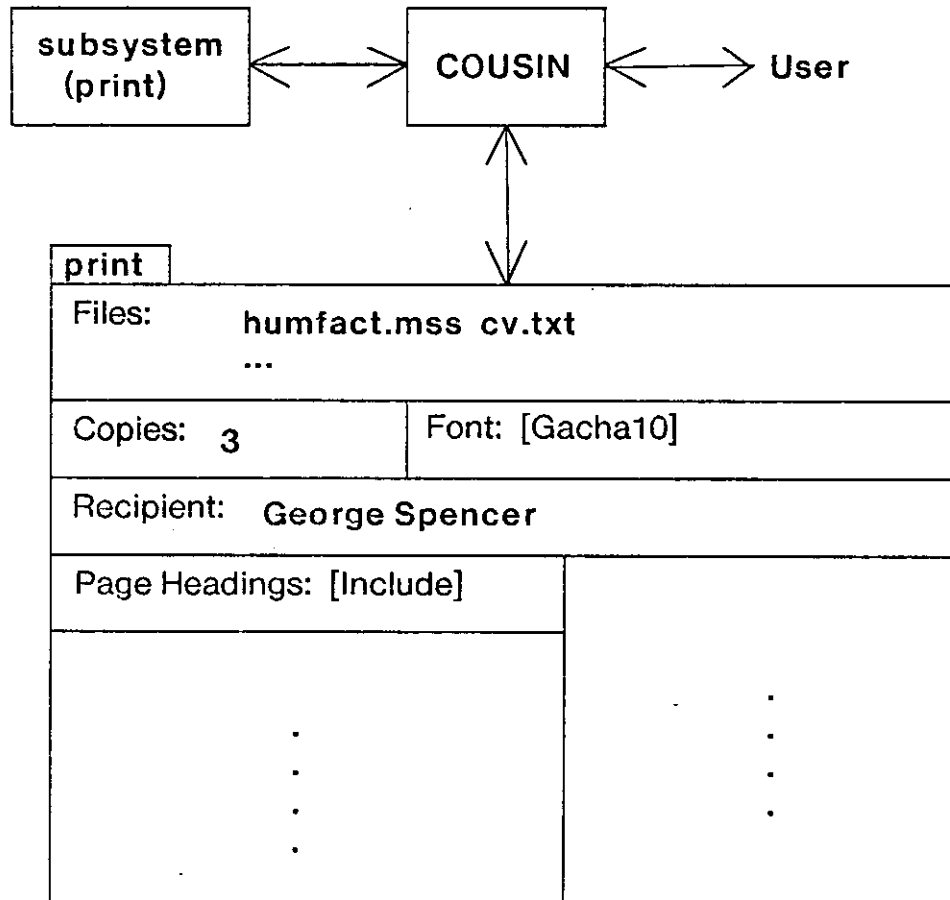 subsystem
(print)
COUSIN
User
print
Files: humfact.mss cv.txt
...
Copies: 3
Font: [Gacha10]
Recipient: George Spencer
Page Headings: [Include]